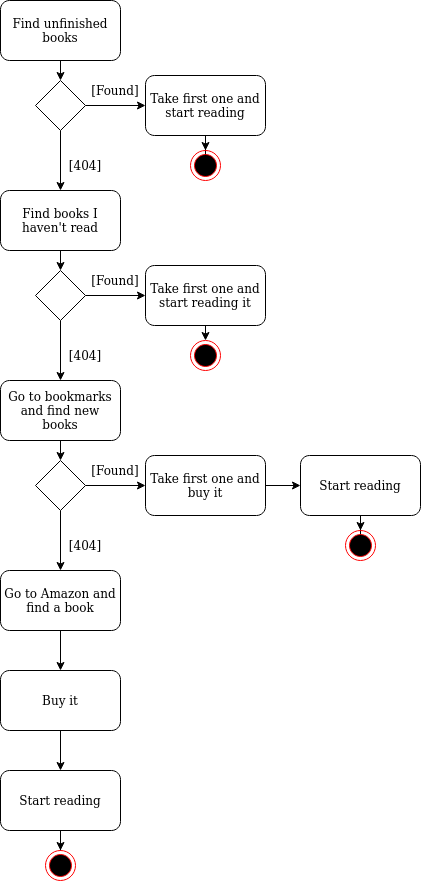 Find unfinished
books
[Found]
Take first one and
start reading
[404]
Find books I
haven't read
[Found]
Take first one and
start reading it
[404]
Go to bookmarks
and find new
books
[Found]
Take first one and
buy it
Start reading
[404]
Go to Amazon and
find a book
Buy it
Start reading